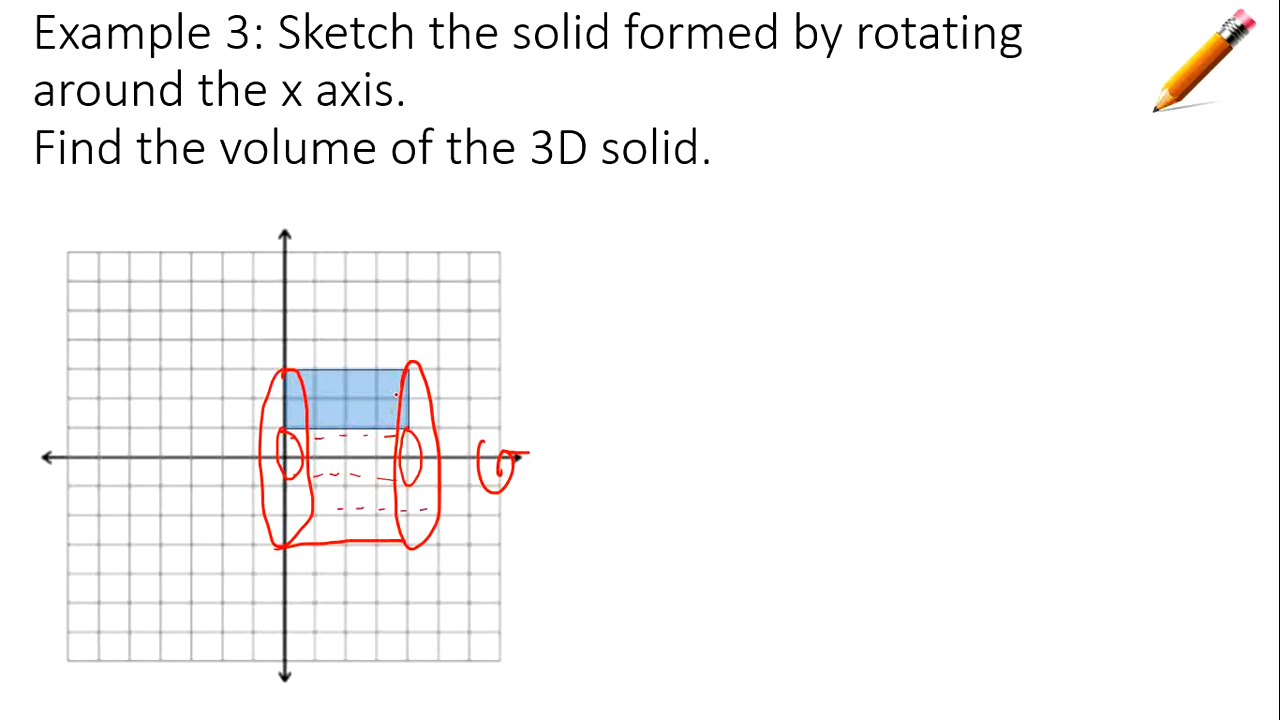 Example 3: Sketch the solid formed by rotating
around the x axis.
Find the volume of the 3D solid.